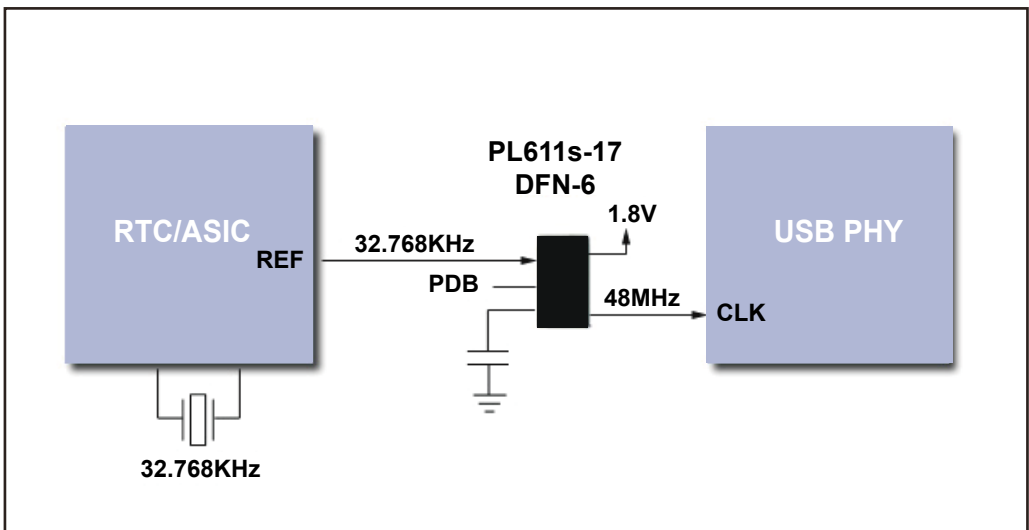 PL611s-17
DFN-6
1.8V
RTC/ASIC
USB PHY
REF
32.768KHz
PDB
48MHz
CLK
32.768KHz